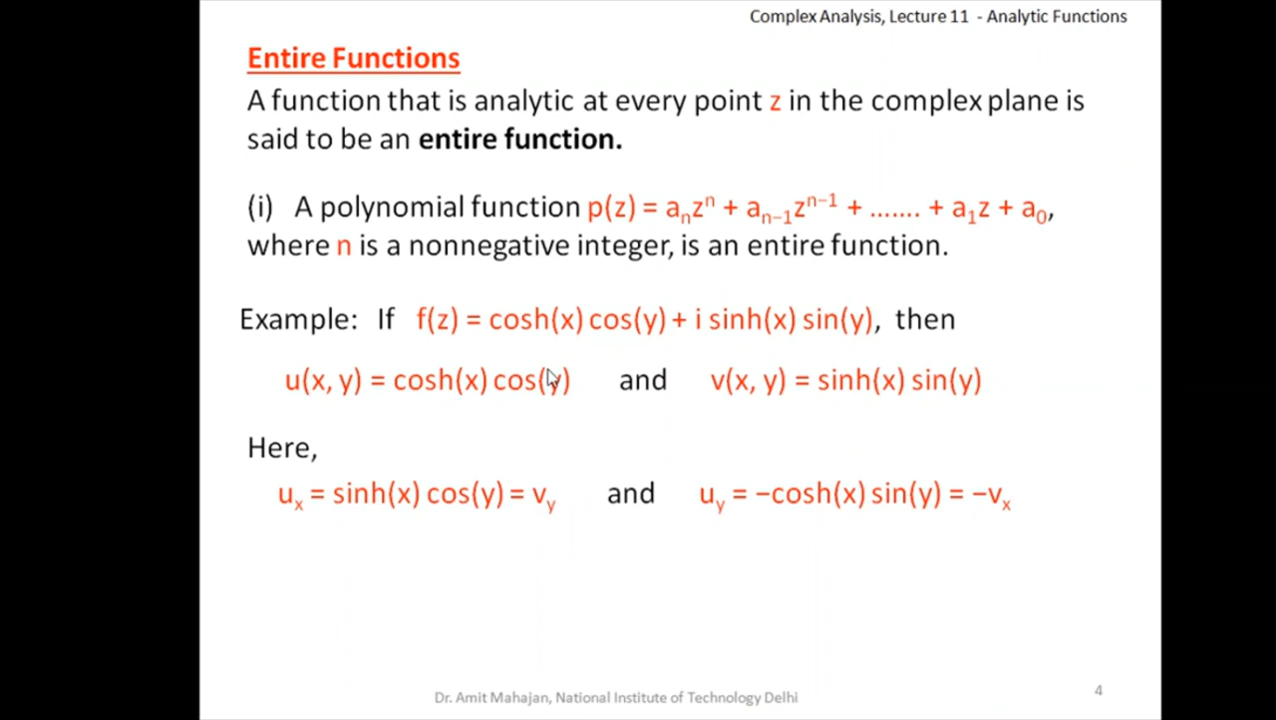 Complex Analysis, Lecture 11 - Analytic Functions
Entire Functions
A function that is analytic at every point z in the complex plane is
said to be an entire function.
(i) A polynomial function p(z) = aₙzⁿ + aₙ₋₁zⁿ⁻¹ + ....... + a₁z + a₀,
where n is a nonnegative integer, is an entire function.
Example: If f(z) = cosh(x) cos(y) + i sinh(x) sin(y), then
u(x, y) = cosh(x) cos(y) and v(x, y) = sinh(x) sin(y)
Here,
uₓ = sinh(x) cos(y) = v_y and u_y = −cosh(x) sin(y) = −vₓ
Dr. Amit Mahajan, National Institute of Technology Delhi
4